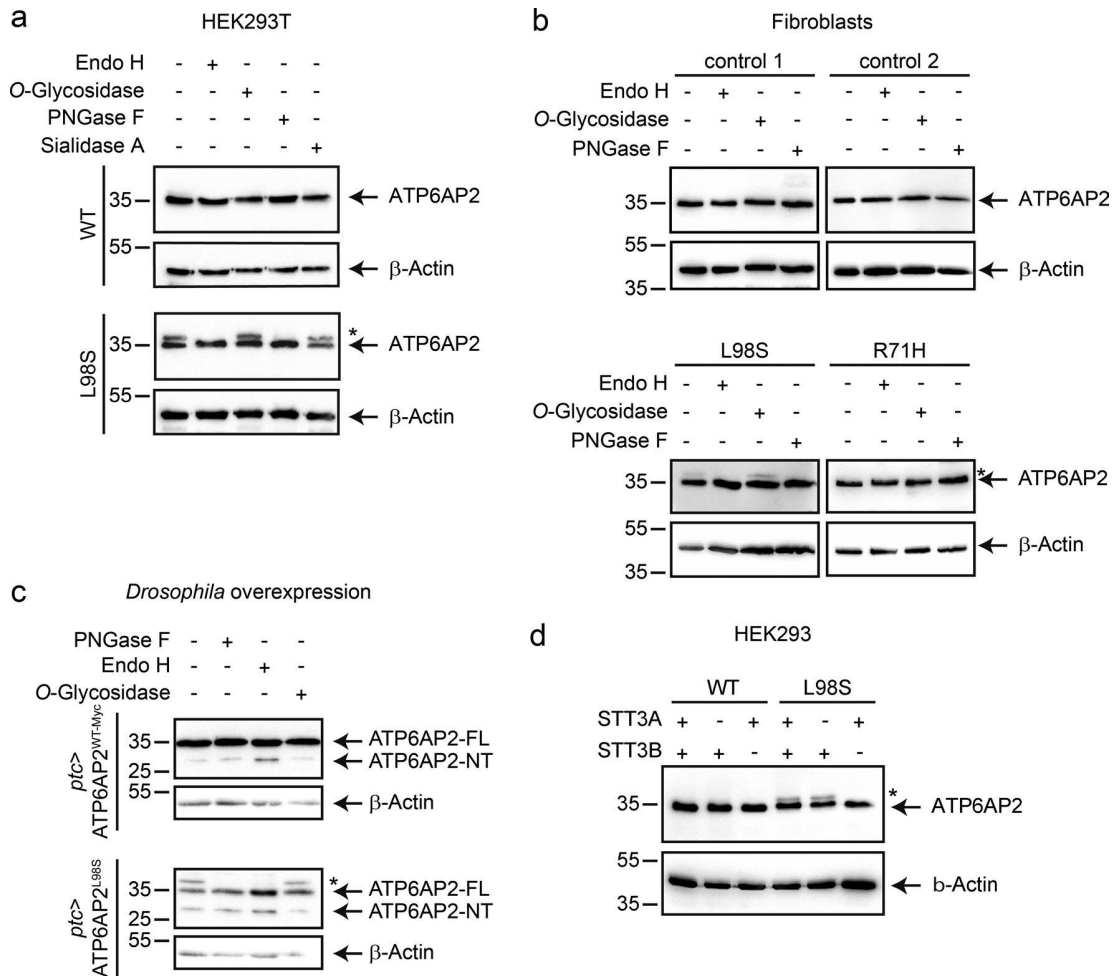 a
HEK293T
Endo H - + - - -
O-Glycosidase - - + - -
PNGase F - - - + -
Sialidase A - - - - +
WT
35
ATP6AP2
55
β-Actin
L98S
35
*
ATP6AP2
55
β-Actin
b
Fibroblasts
control 1 control 2
Endo H - + - - - + - -
O-Glycosidase - - + - - - + -
PNGase F - - - + - - - +
35
ATP6AP2
55
β-Actin
35
L98S R71H
Endo H - + - - - + - -
O-Glycosidase - - + - - - + -
PNGase F - - - + - - - +
35
*
ATP6AP2
55
β-Actin
35
c
Drosophila overexpression
PNGase F - + - -
Endo H - - + -
O-Glycosidase - - - +
ptc>
ATP6AP2WT-Myc
35
ATP6AP2-FL
25
ATP6AP2-NT
55
β-Actin
ptc>
ATP6AP2L98S
*
35
ATP6AP2-FL
25
ATP6AP2-NT
55
β-Actin
d
HEK293
WT L98S
STT3A + - + + - +
STT3B + + - + + -
35
*
ATP6AP2
55
b-Actin
35